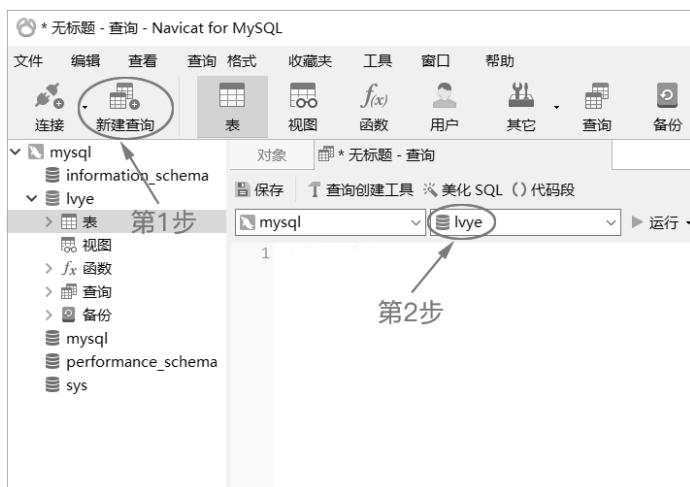 * 无标题 - 查询 - Navicat for MySQL
文件 编辑 查看 查询 格式 收藏夹 工具 窗口 帮助
f(x)
连接 新建查询 表 视图 函数 用户 其它 查询 备份
mysql
对象 * 无标题 - 查询
information_schema
保存 查询创建工具 美化 SQL () 代码段
lvye
表 第1步
mysql lvye 运行
视图
1
fx 函数
查询
第2步
备份
mysql
performance_schema
sys